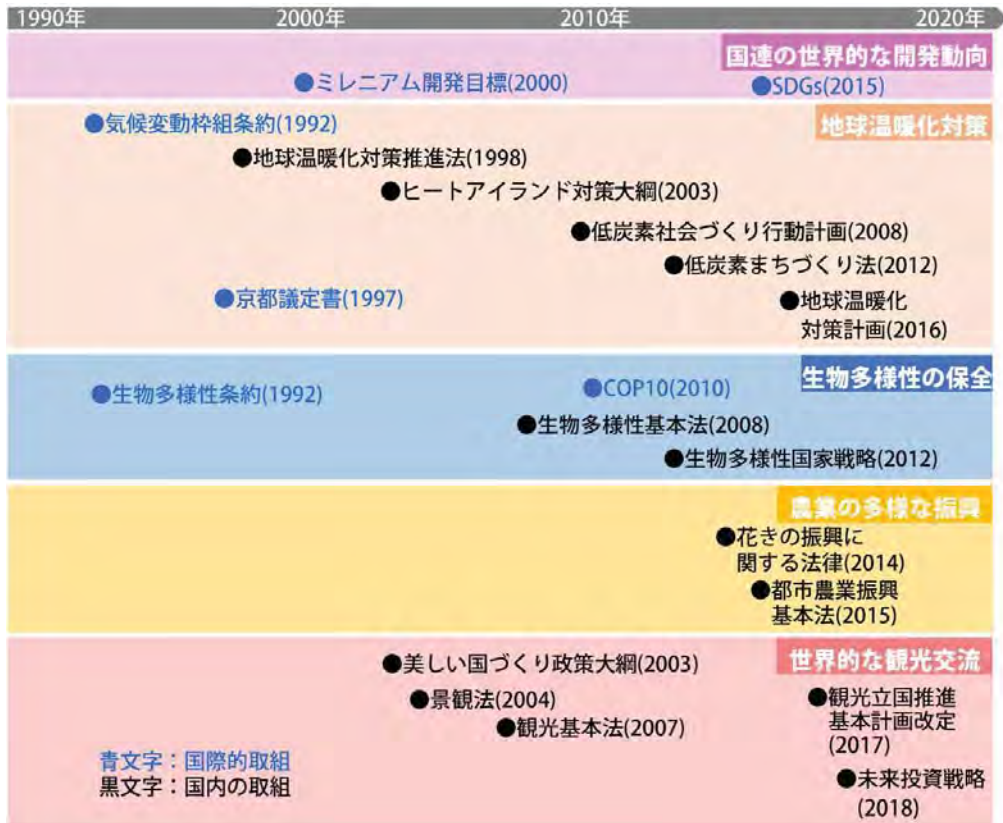 1990年 2000年 2010年 2020年
国連の世界的な開発動向
●ミレニアム開発目標(2000) ●SDGs(2015)
地球温暖化対策
●気候変動枠組条約(1992)
●地球温暖化対策推進法(1998)
●ヒートアイランド対策大綱(2003)
●低炭素社会づくり行動計画(2008)
●低炭素まちづくり法(2012)
●京都議定書(1997)
●地球温暖化
対策計画(2016)
生物多様性の保全
●生物多様性条約(1992) ●COP10(2010)
●生物多様性基本法(2008)
●生物多様性国家戦略(2012)
農業の多様な振興
●花きの振興に
関する法律(2014)
●都市農業振興
基本法(2015)
世界的な観光交流
●美しい国づくり政策大綱(2003)
●景観法(2004)
●観光基本法(2007)
●観光立国推進
基本計画改定
(2017)
●未来投資戦略
(2018)
青文字：国際的取組
黒文字：国内の取組